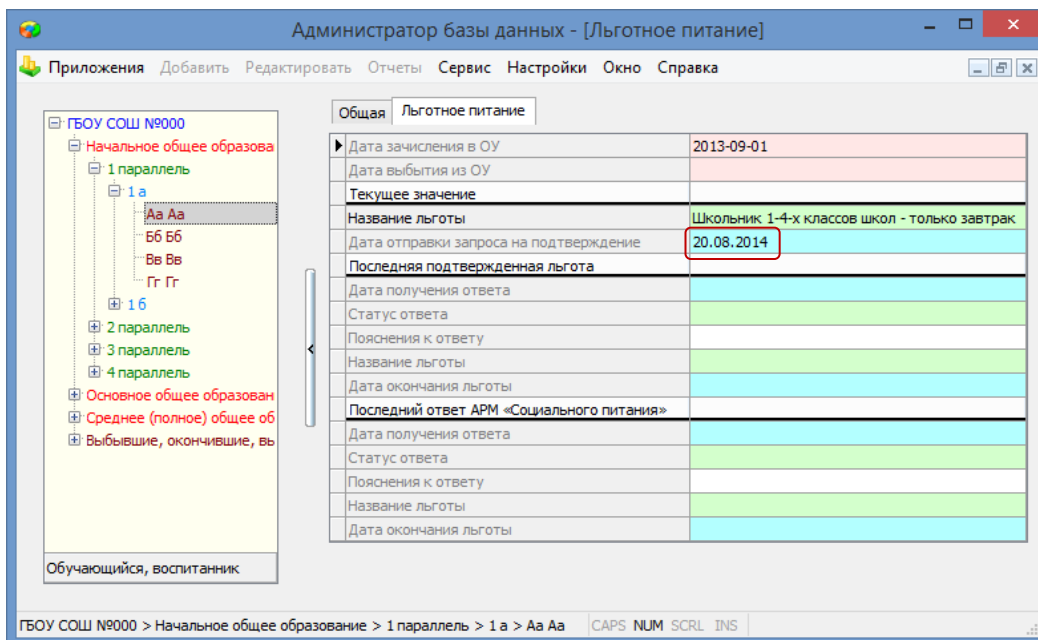 Администратор базы данных - [Льготное питание]
Приложения Добавить Редактировать Отчеты Сервис Настройки Окно Справка
ГБОУ СОШ №000
Начальное общее образова
1 параллель
1 а
Аа Аа
Бб Бб
Вв Вв
Гг Гг
1 б
2 параллель
3 параллель
4 параллель
Основное общее образован
Среднее (полное) общее об
Выбывшие, окончившие, вь
Обучающийся, воспитанник
Общая Льготное питание
Дата зачисления в ОУ 2013-09-01
Дата выбытия из ОУ
Текущее значение
Название льготы Школьник 1-4-х классов школ - только завтрак
Дата отправки запроса на подтверждение 20.08.2014
Последняя подтвержденная льгота
Дата получения ответа
Статус ответа
Пояснения к ответу
Название льготы
Дата окончания льготы
Последний ответ АРМ «Социального питания»
Дата получения ответа
Статус ответа
Пояснения к ответу
Название льготы
Дата окончания льготы
ГБОУ СОШ №000 > Начальное общее образование > 1 параллель > 1 а > Аа Аа CAPS NUM SCRL INS